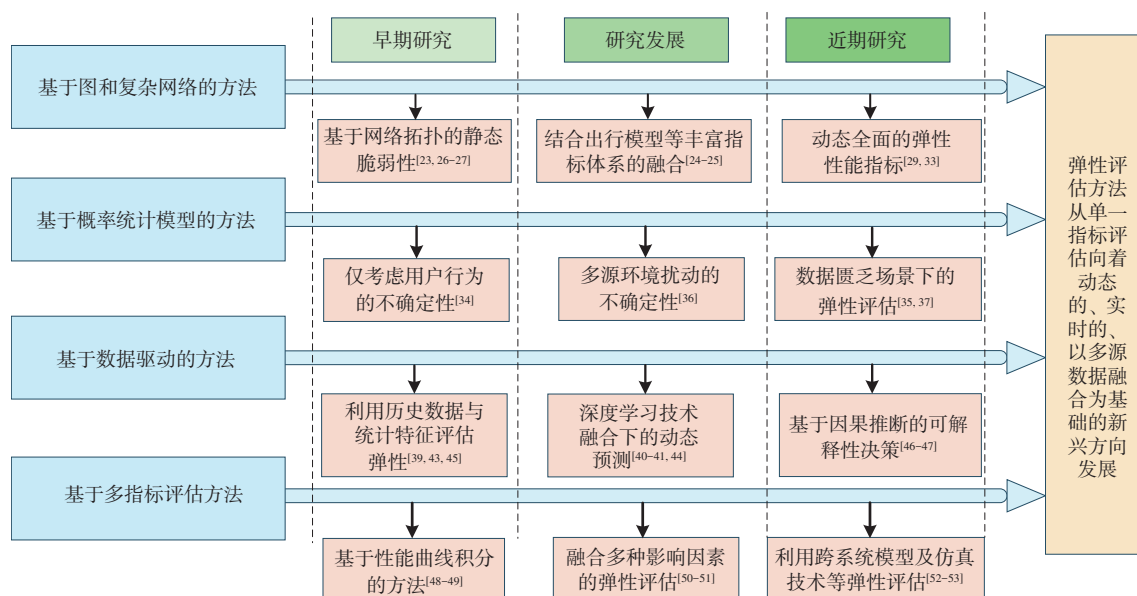 早期研究
研究发展
近期研究
基于图和复杂网络的方法
基于网络拓扑的静态
脆弱性[23, 26-27]
结合出行模型等丰富指
标体系的融合[24-25]
动态全面的弹性
性能指标[29, 33]
基于概率统计模型的方法
仅考虑用户行为
的不确定性[34]
多源环境扰动的
不确定性[36]
数据匮乏场景下的
弹性评估[35, 37]
基于数据驱动的方法
利用历史数据与
统计特征评估
弹性[39, 43, 45]
深度学习技术
融合下的动态
预测[40-41, 44]
基于因果推断的可解
释性决策[46-47]
基于多指标评估方法
基于性能曲线积分
的方法[48-49]
融合多种影响因素
的弹性评估[50-51]
利用跨系统模型及仿真
技术等弹性评估[52-53]
弹性评
估方法
从单一
指标评
估向着
动态
的、实
时的、
以多源
数据融
合为基
础的新
兴方向
发展